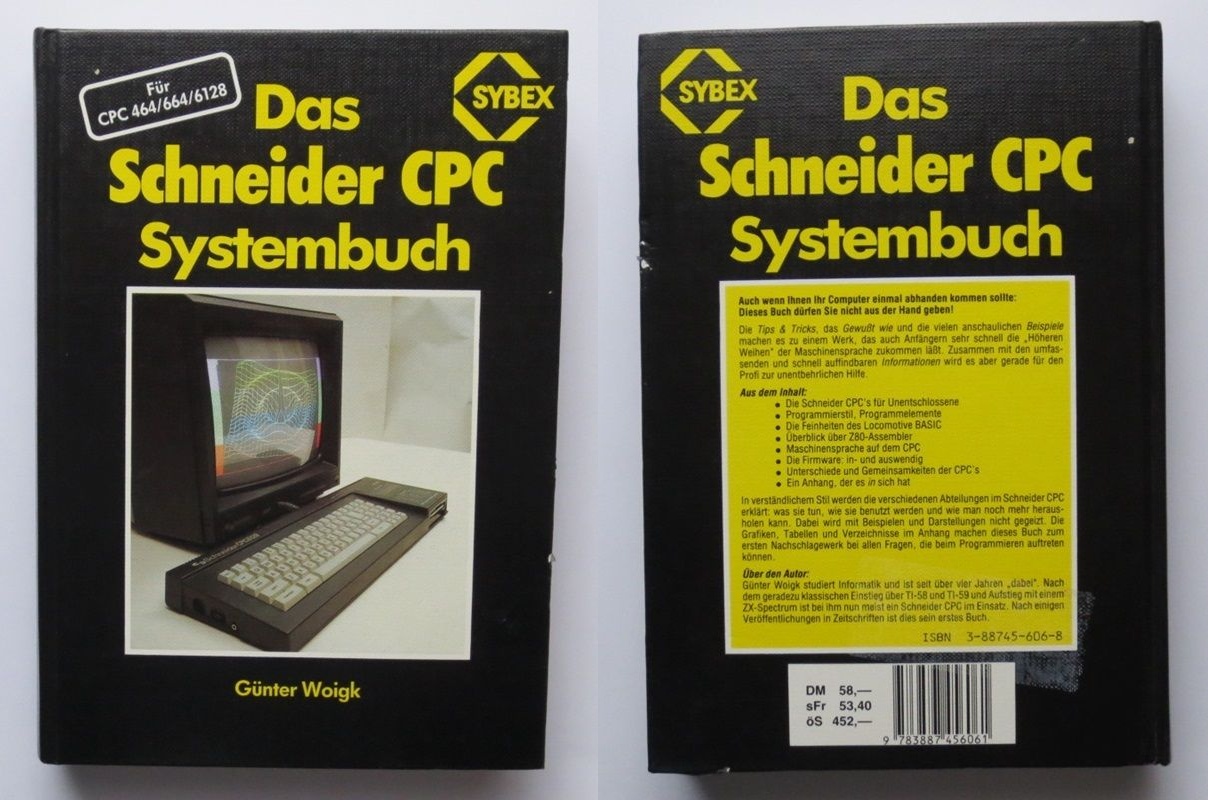 Für
CPC 464/664/6128
SYBEX
Das
Schneider CPC
Systembuch
Günter Woigk
SYBEX
Das
Schneider CPC
Systembuch
Auch wenn Ihnen Ihr Computer einmal abhanden kommen sollte:
Dieses Buch dürfen Sie nicht aus der Hand geben!
Die Tips & Tricks, das Gewußt wie und die vielen anschaulichen Beispiele
machen es zu einem Werk, das auch Anfängern sehr schnell die „Höheren
Weihen" der Maschinensprache zukommen läßt. Zusammen mit den umfas-
senden und schnell auffindbaren Informationen wird es aber gerade für den
Profi zur unentbehrlichen Hilfe.
Aus dem Inhalt:
● Die Schneider CPC's für Unentschlossene
● Programmierstil, Programmelemente
● Die Feinheiten des Locomotive BASIC
● Überblick über Z80-Assembler
● Maschinensprache auf dem CPC
● Die Firmware: in- und auswendig
● Unterschiede und Gemeinsamkeiten der CPC's
● Ein Anhang, der es in sich hat
In verständlichem Stil werden die verschiedenen Abteilungen im Schneider CPC
erklärt: was sie tun, wie sie benutzt werden und wie man noch mehr heraus-
holen kann. Dabei wird mit Beispielen und Darstellungen nicht gegeizt. Die
Grafiken, Tabellen und Verzeichnisse im Anhang machen dieses Buch zum
ersten Nachschlagewerk bei allen Fragen, die beim Programmieren auftreten
können.
Über den Autor:
Günter Woigk studiert Informatik und ist seit über vier Jahren „dabei". Nach
dem geradezu klassischen Einstieg über TI-58 und TI-59 und Aufstieg mit einem
ZX-Spectrum ist bei ihm nun meist ein Schneider CPC im Einsatz. Nach einigen
Veröffentlichungen in Zeitschriften ist dies sein erstes Buch.
ISBN 3-88745-606-8
DM 58,—
sFr 53,40
öS 452,—
9 783887 456061